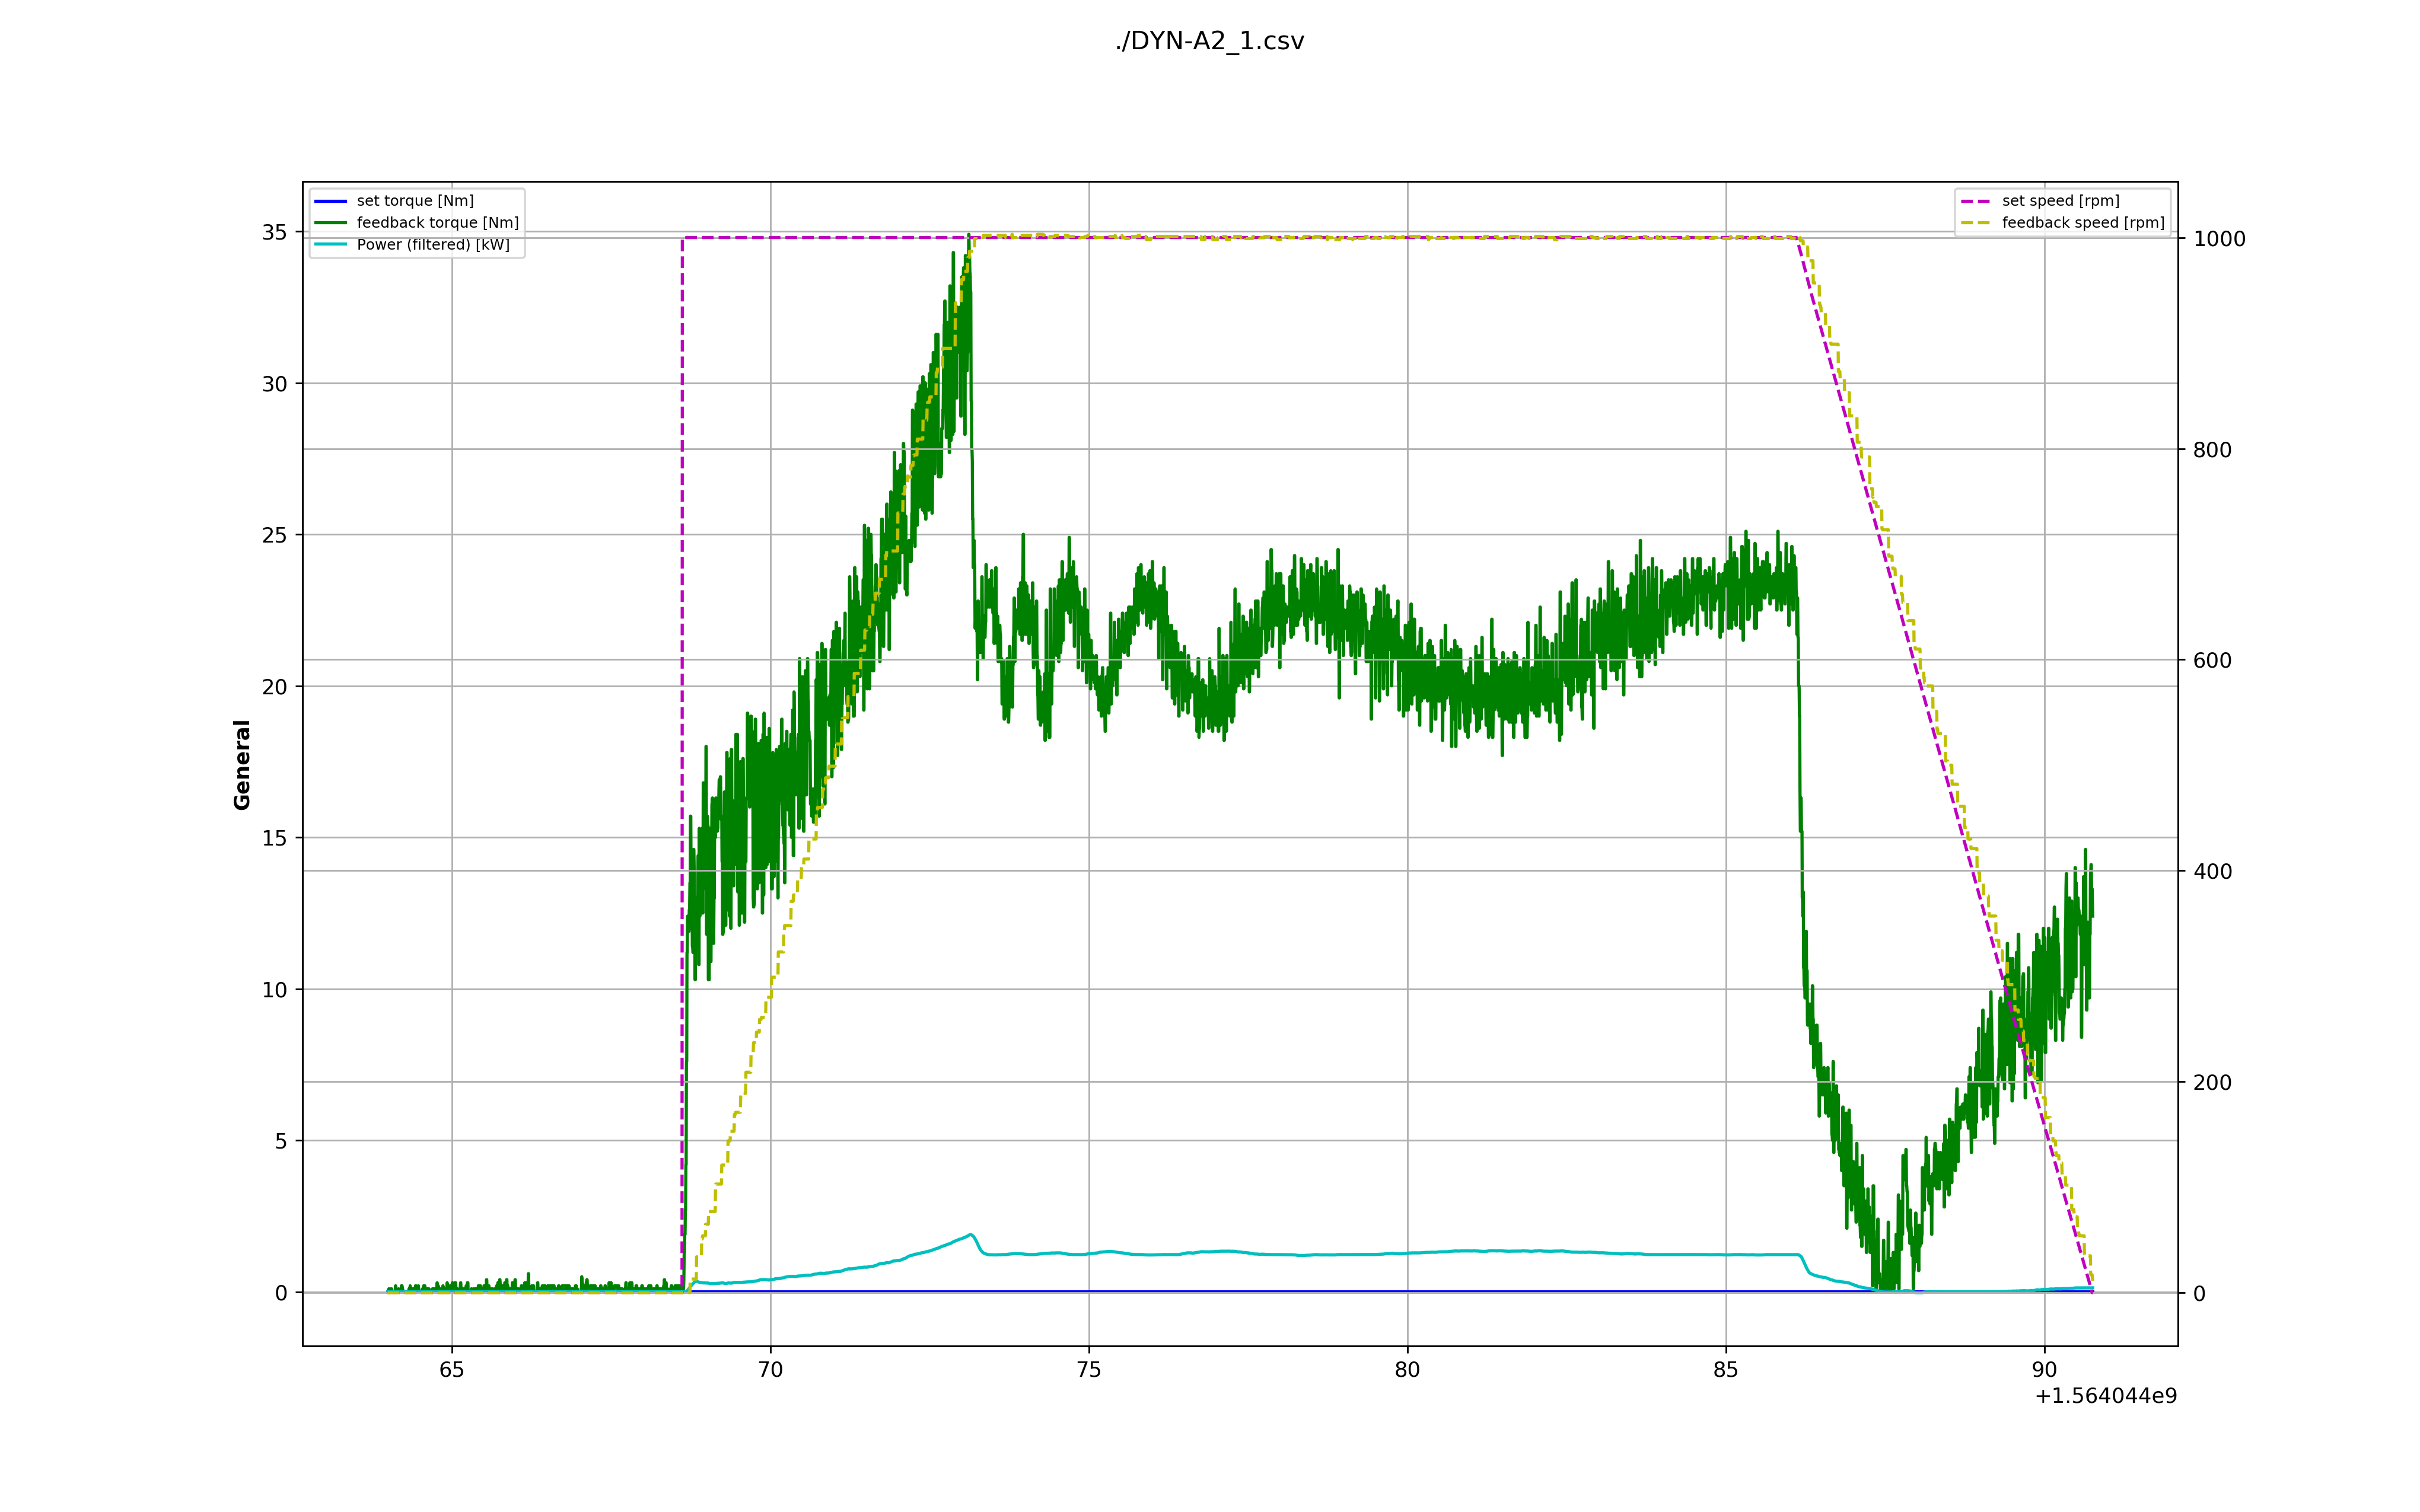 ./DYN-A2_1.csv
set torque [Nm]
feedback torque [Nm]
Power (filtered) [kW]
set speed [rpm]
feedback speed [rpm]
General
35
30
25
20
15
10
5
0
1000
800
600
400
200
0
65 70 75 80 85 90
+1.564044e9